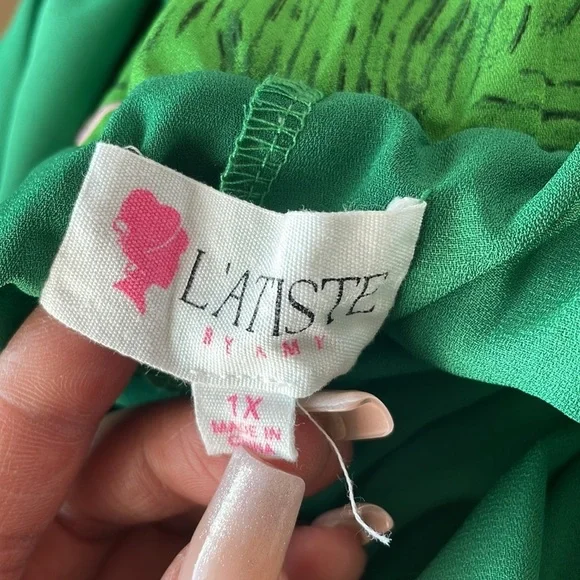 L'ATISTE
BY AMY
1X
MADE IN
CHINA